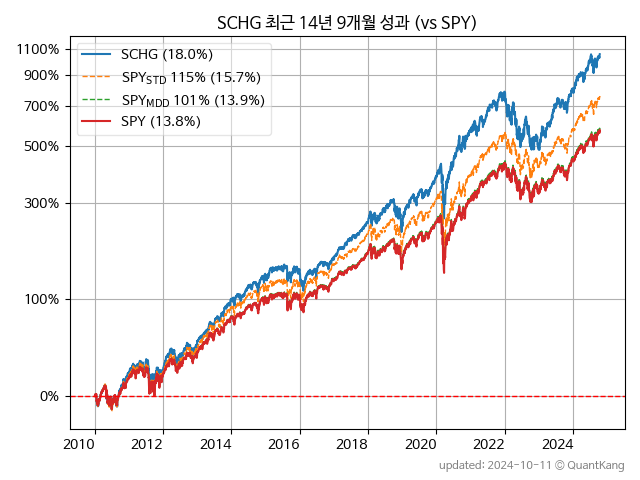 SCHG 최근 14년 9개월 성과 (vs SPY)
SCHG (18.0%)
SPY_STD 115% (15.7%)
SPY_MDD 101% (13.9%)
SPY (13.8%)
1100%
900%
700%
500%
300%
100%
0%
2010 2012 2014 2016 2018 2020 2022 2024
updated: 2024-10-11 © QuantKang